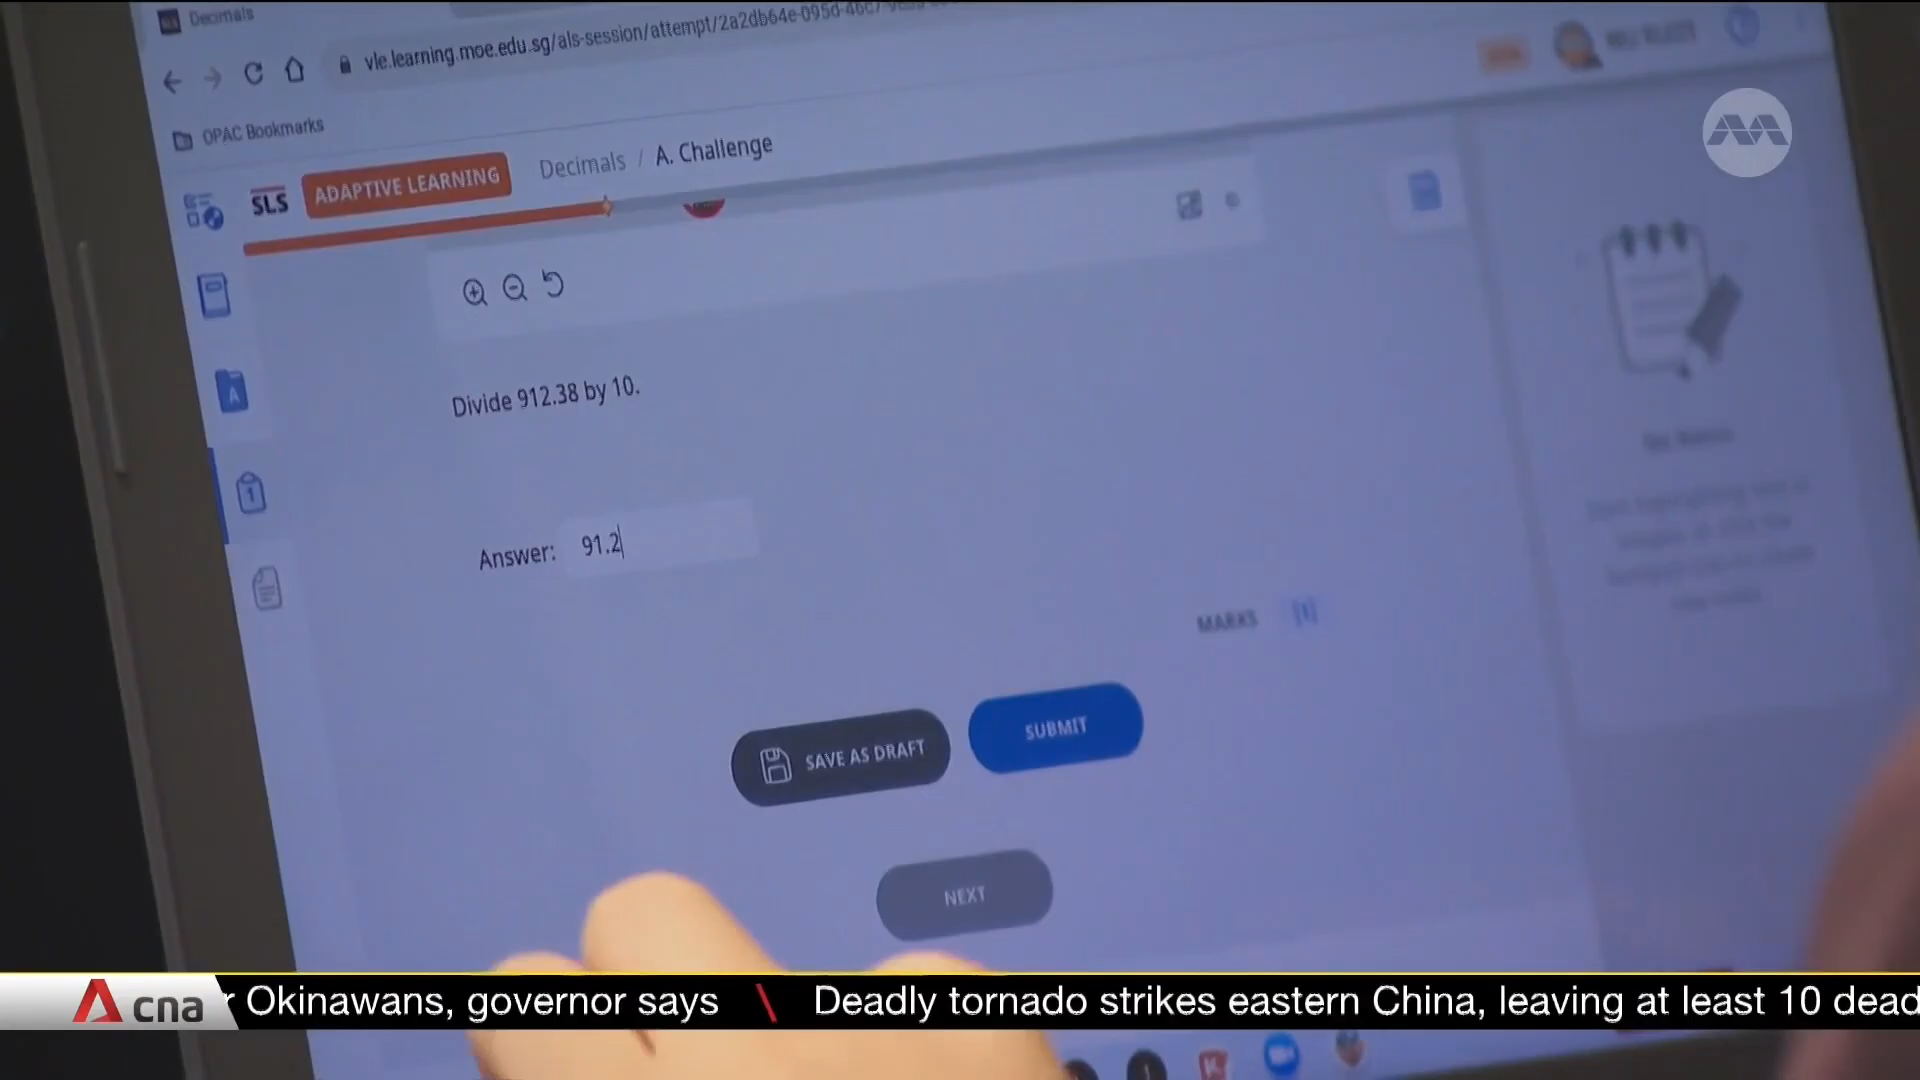 Decimals
vle.learning.moe.edu.sg/als-session/attempt/2a2db64e-095d-4bc7-
OPAC Bookmarks
SLS ADAPTIVE LEARNING Decimals / A. Challenge
Divide 912.38 by 10.
Answer: 91.2
MARKS [1]
SAVE AS DRAFT SUBMIT
NEXT
cna r Okinawans, governor says \ Deadly tornado strikes eastern China, leaving at least 10 dead